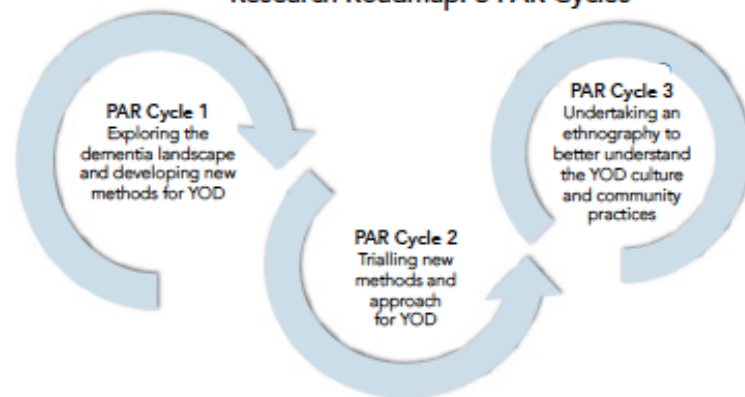 Research Roadmap: 3 PAR Cycles
PAR Cycle 1
Exploring the
dementia landscape
and developing new
methods for YOD
PAR Cycle 2
Trialling new
methods and
approach
for YOD
PAR Cycle 3
Undertaking an
ethnography to
better understand
the YOD culture
and community
practices